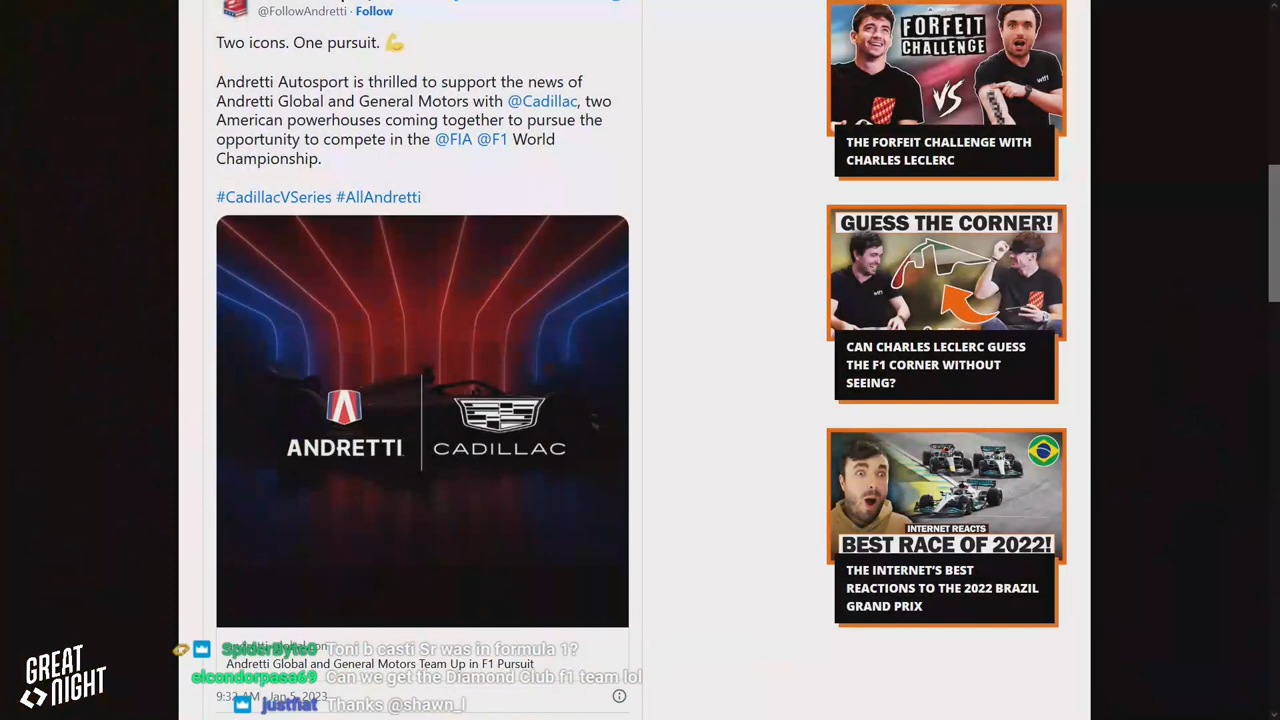 @FollowAndretti · Follow
Two icons. One pursuit. 💪
Andretti Autosport is thrilled to support the news of
Andretti Global and General Motors with @Cadillac, two
American powerhouses coming together to pursue the
opportunity to compete in the @FIA @F1 World
Championship.
#CadillacVSeries #AllAndretti
ANDRETTI
CADILLAC
Andretti Global and General Motors Team Up in F1 Pursuit
9:32 AM · Jan 5, 2023
SpiderByte0 Toni b casti Sr was in formula 1?
elcondorpasa69 Can we get the Diamond Club f1 team lol
justfiat Thanks @shawn_l
GREAT
NIGHT
FORFEIT
CHALLENGE
VS
wtf1
THE FORFEIT CHALLENGE WITH
CHARLES LECLERC
GUESS THE CORNER!
wtf1
CAN CHARLES LECLERC GUESS
THE F1 CORNER WITHOUT
SEEING?
INTERNET REACTS
BEST RACE OF 2022!
THE INTERNET'S BEST
REACTIONS TO THE 2022 BRAZIL
GRAND PRIX